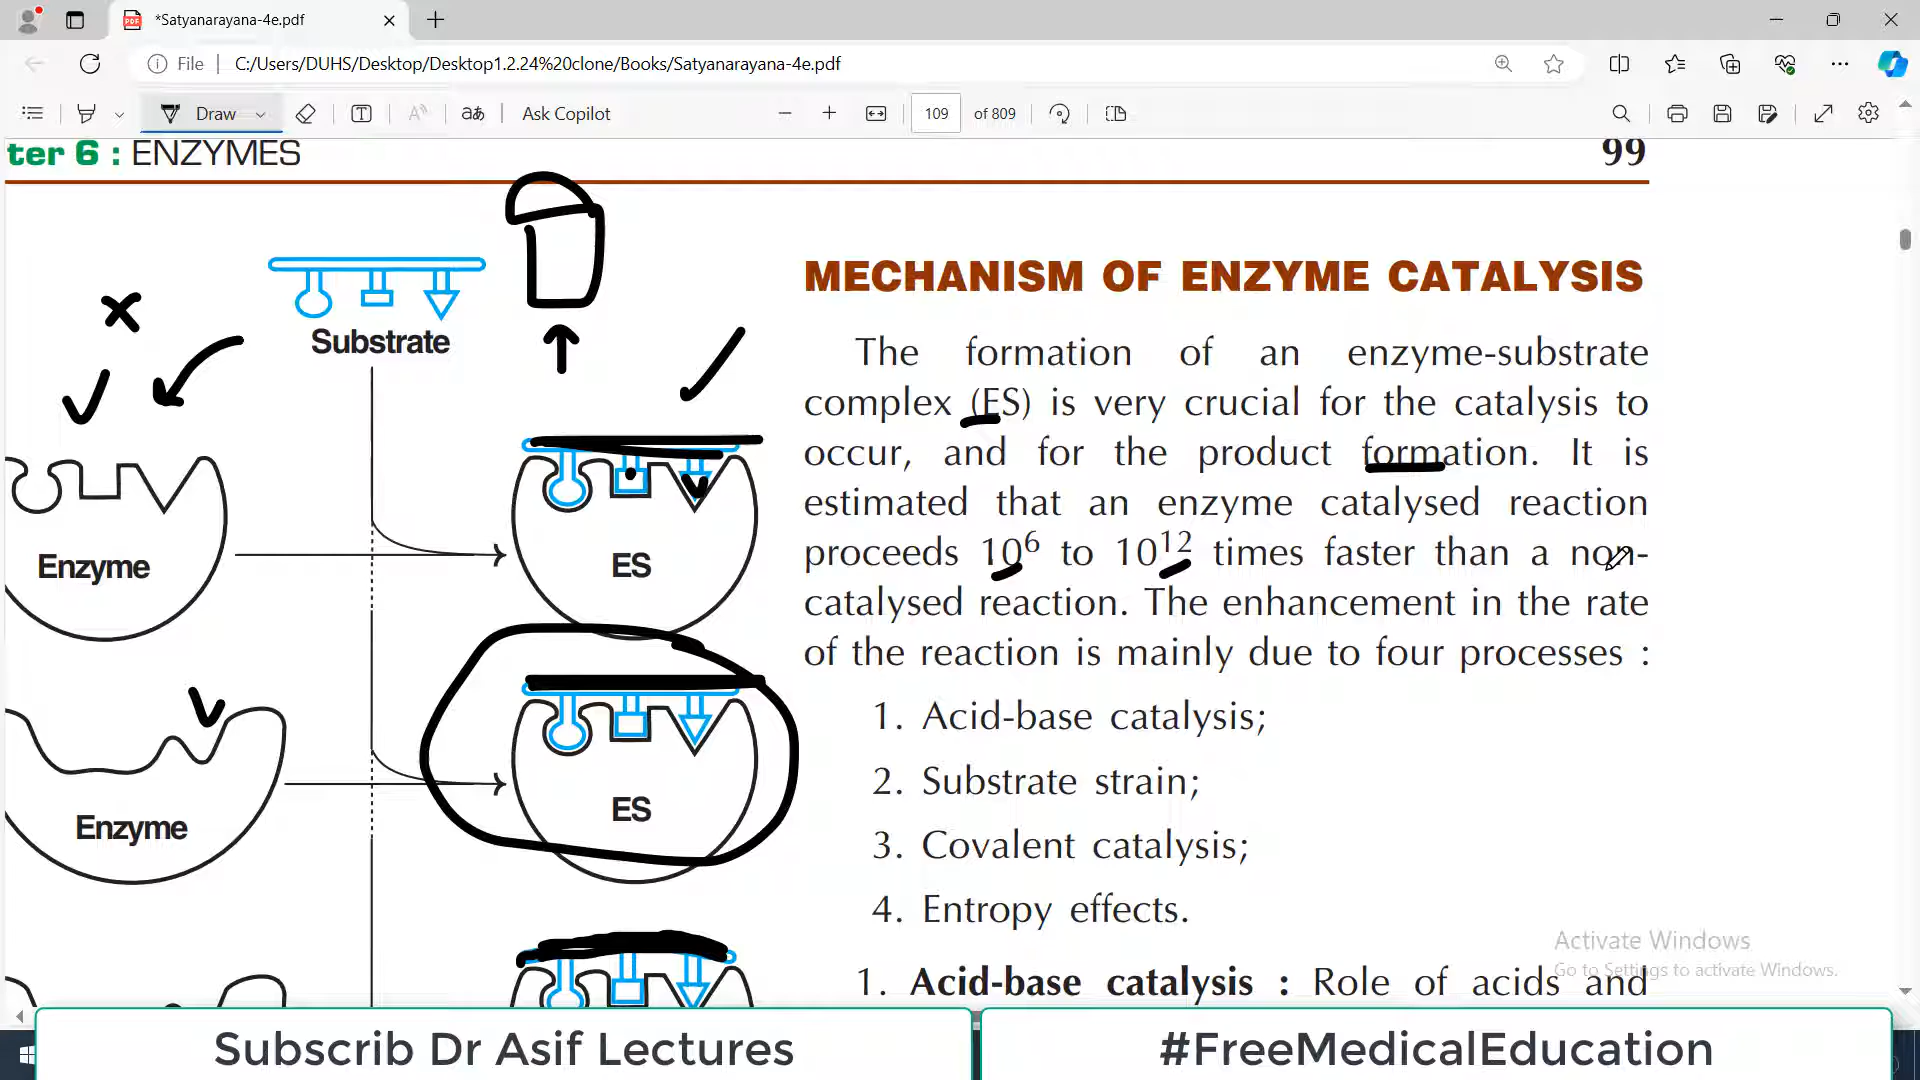 *Satyanarayana-4e.pdf
File
C:/Users/DUHS/Desktop/Desktop1.2.24%20clone/Books/Satyanarayana-4e.pdf
Draw
Ask Copilot
109 of 809
ter 6 : ENZYMES
99
Substrate
Enzyme
ES
Enzyme
ES
MECHANISM OF ENZYME CATALYSIS
The formation of an enzyme-substrate
complex (ES) is very crucial for the catalysis to
occur, and for the product formation. It is
estimated that an enzyme catalysed reaction
proceeds 10⁶ to 10¹² times faster than a non-
catalysed reaction. The enhancement in the rate
of the reaction is mainly due to four processes :
1. Acid-base catalysis;
2. Substrate strain;
3. Covalent catalysis;
4. Entropy effects.
1. Acid-base catalysis : Role of acids and
Activate Windows
Go to Settings to activate Windows.
Subscrib Dr Asif Lectures
#FreeMedicalEducation